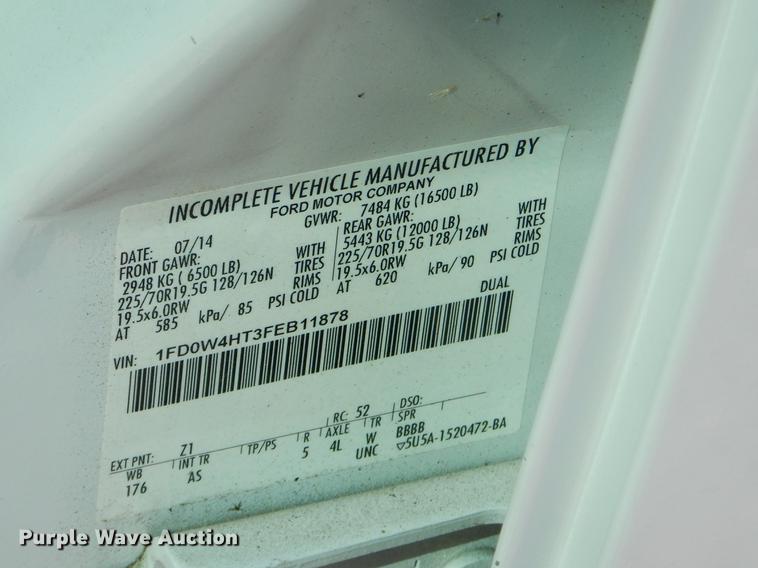 INCOMPLETE VEHICLE MANUFACTURED BY
FORD MOTOR COMPANY
DATE: 07/14 GVWR: 7484 KG (16500 LB)
FRONT GAWR: WITH REAR GAWR: WITH
2948 KG ( 6500 LB) TIRES 5443 KG (12000 LB) TIRES
225/70R19.5G 128/126N RIMS 225/70R19.5G 128/126N RIMS
19.5x6.0RW PSI COLD 19.5x6.0RW PSI COLD
AT 585 kPa/ 85 AT 620 kPa/ 90
DUAL
VIN: 1FD0W4HT3FEB11878
EXT PNT: Z1 RC: 52 DSO:
WB INT TR TP/PS R AXLE TR SPR
176 AS 5 4L W BBBB
UNC ▽5U5A-1520472-BA
Purple Wave Auction